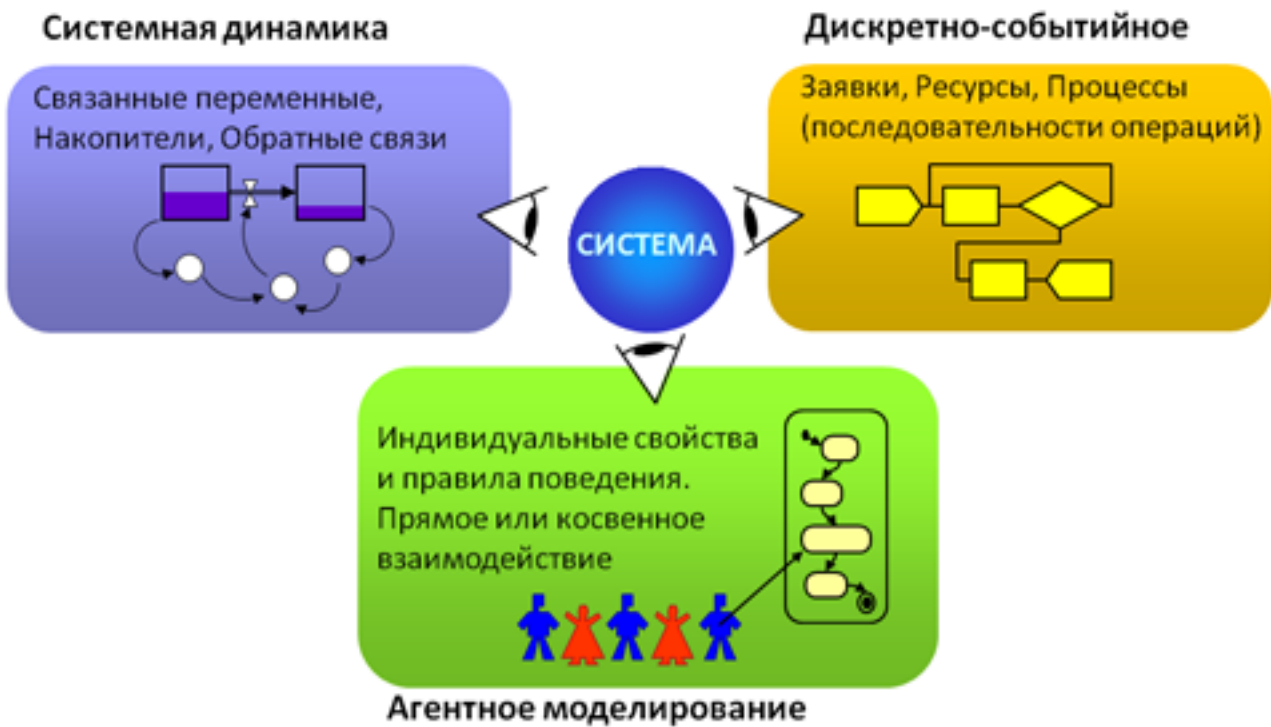 Системная динамика
Связанные переменные,
Накопители, Обратные связи
Дискретно-событийное
Заявки, Ресурсы, Процессы
(последовательности операций)
СИСТЕМА
Индивидуальные свойства
и правила поведения.
Прямое или косвенное
взаимодействие
Агентное моделирование